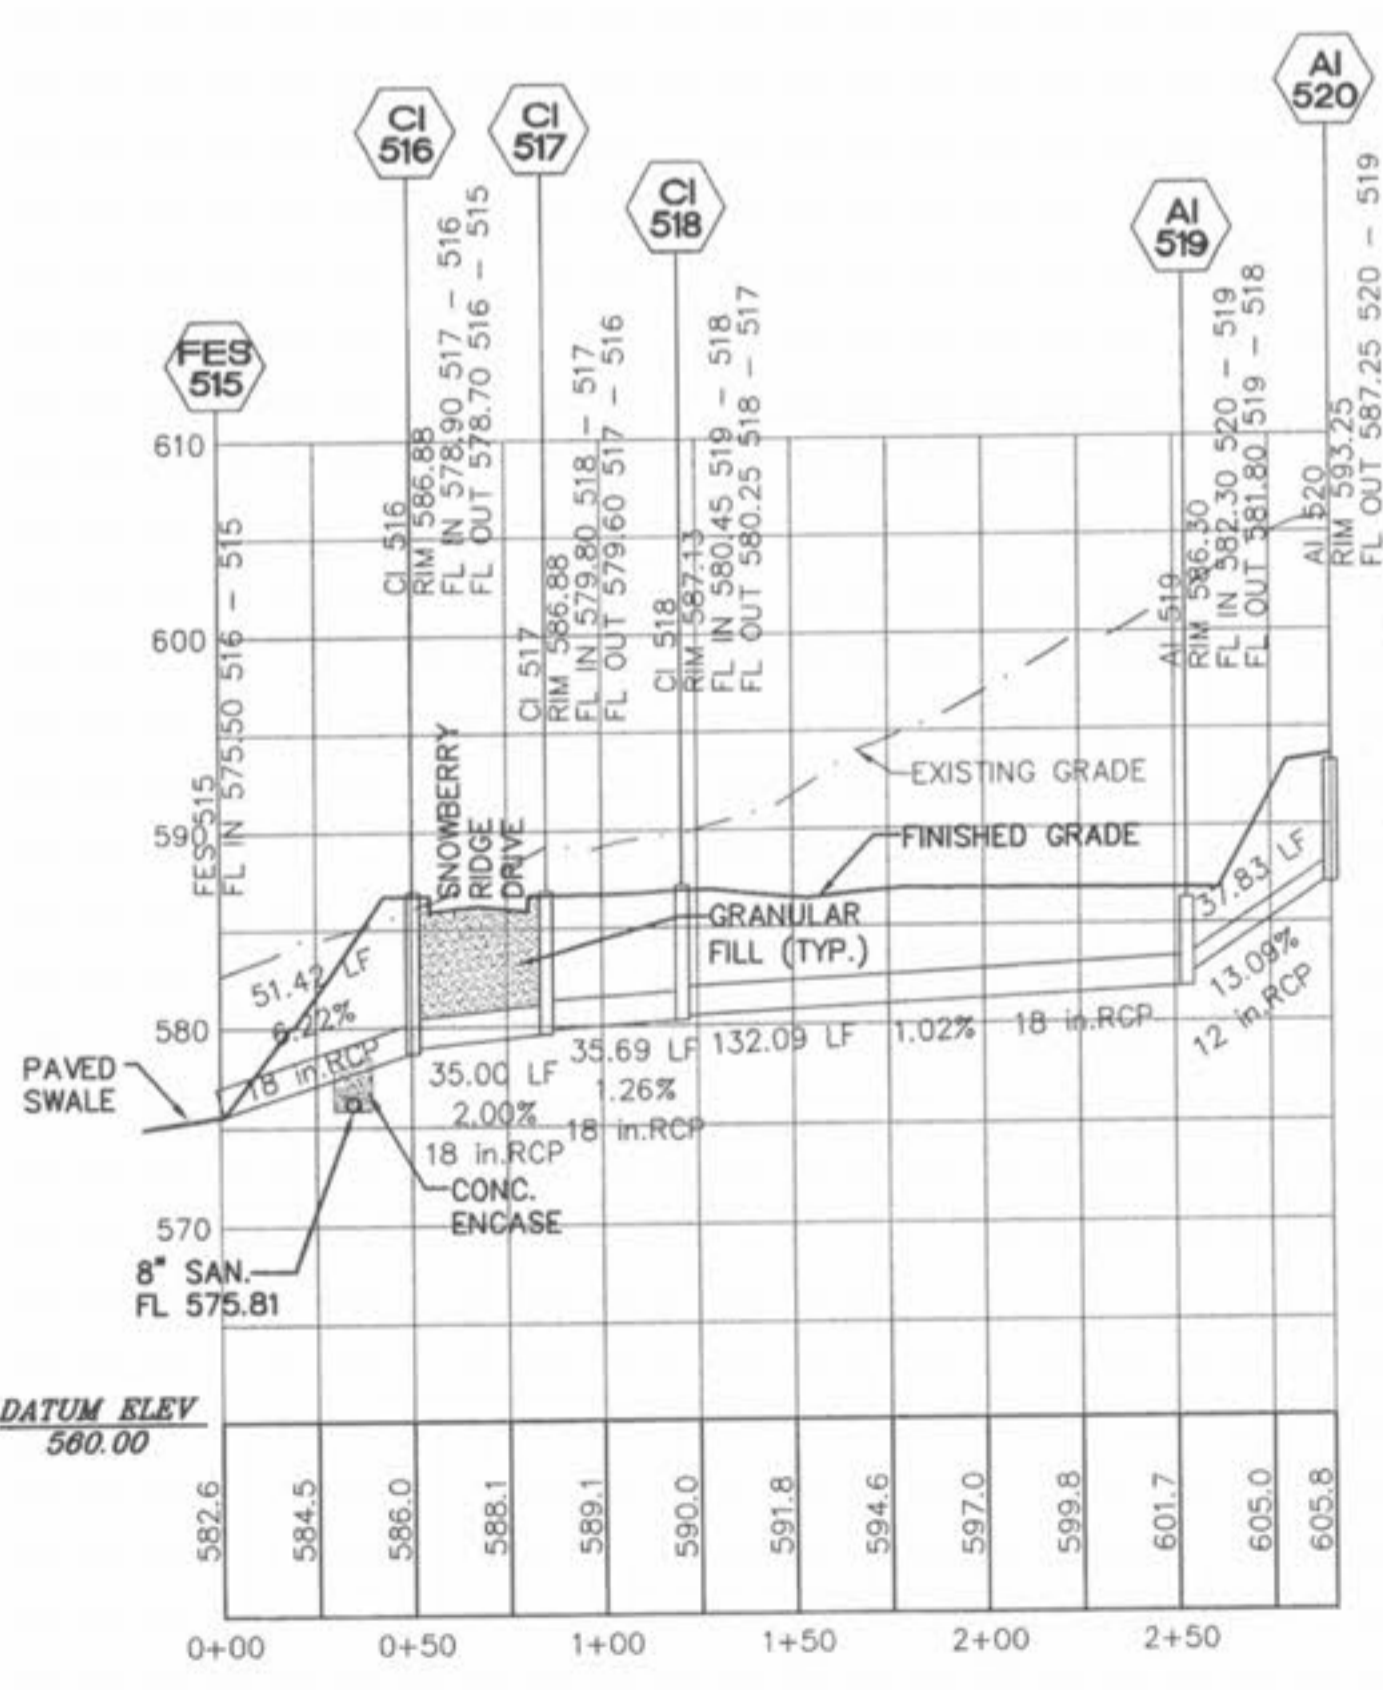 AI
520
CI
516
CI
517
CI
518
AI
519
FES
515
FES 515
FL IN 575.50 516 - 515
CI 516
RIM 586.88
FL IN 578.90 517 - 516
FL OUT 578.70 516 - 515
CI 517
RIM 586.88
FL IN 579.80 518 - 517
FL OUT 579.60 517 - 516
CI 518
RIM 587.13
FL IN 580.45 519 - 518
FL OUT 580.25 518 - 517
AI 519
RIM 586.30
FL IN 582.30 520 - 519
FL OUT 581.80 519 - 518
AI 520
RIM 593.25
FL OUT 587.25 520 - 519
610
600
590
580
570
SNOWBERRY
RIDGE
DRIVE
EXISTING GRADE
FINISHED GRADE
GRANULAR
FILL (TYP.)
51.42 LF
6.22%
18 in.RCP
35.00 LF
2.00%
18 in.RCP
35.69 LF
1.26%
18 in.RCP
132.09 LF 1.02% 18 in.RCP
37.83 LF
13.09%
12 in.RCP
PAVED
SWALE
CONC.
ENCASE
8" SAN.
FL 575.81
DATUM ELEV
560.00
582.6
584.5
586.0
588.1
589.1
590.0
591.8
594.6
597.0
599.8
601.7
605.0
605.8
0+00 0+50 1+00 1+50 2+00 2+50